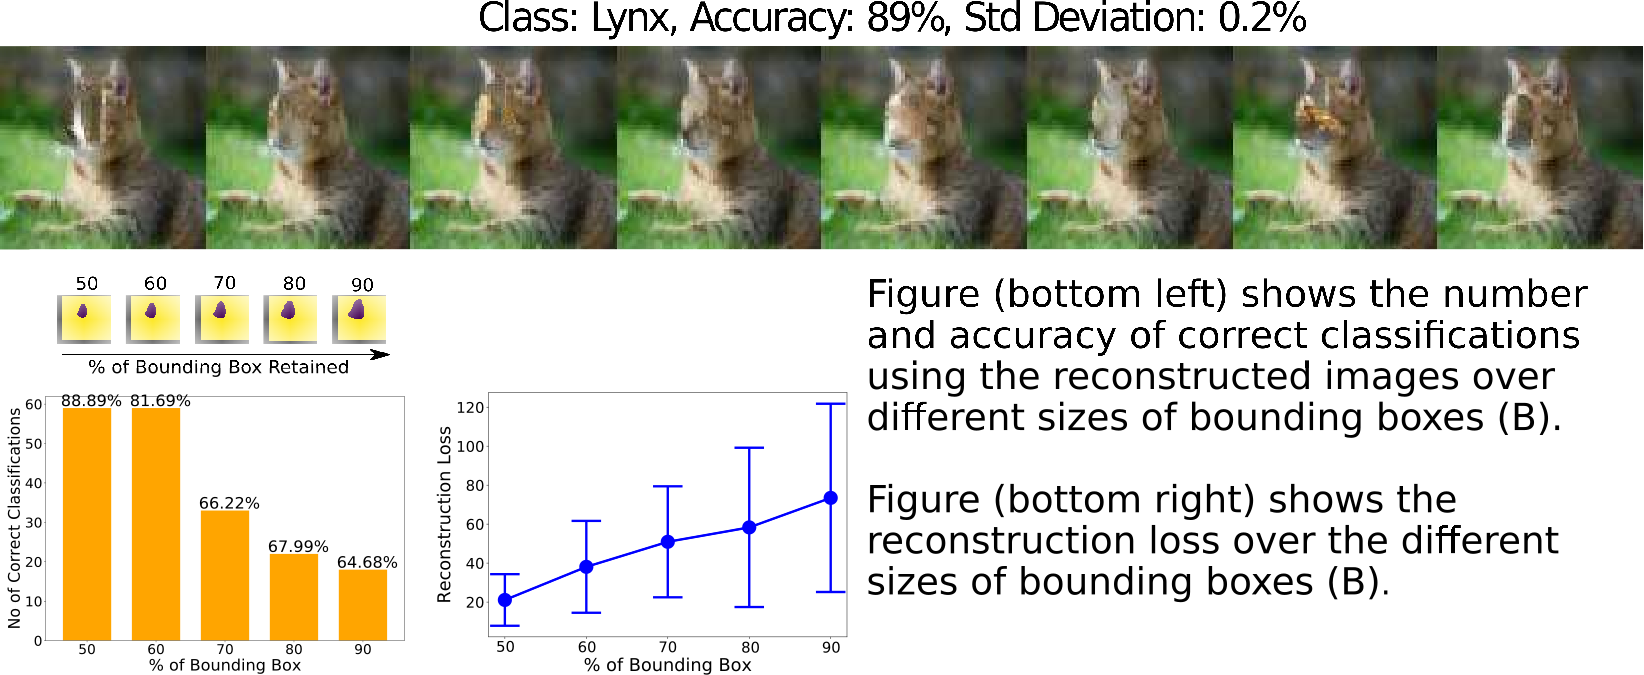 Class: Lynx, Accuracy: 89%, Std Deviation: 0.2%
50 60 70 80 90
% of Bounding Box Retained
No of Correct Classifications
60
50
40
30
20
10
0
88.89% 81.69%
66.22%
67.99%
64.68%
50 60 70 80 90
% of Bounding Box
Reconstruction Loss
120
100
80
60
40
20
50 60 70 80 90
% of Bounding Box
Figure (bottom left) shows the number
and accuracy of correct classifications
using the reconstructed images over
different sizes of bounding boxes (B).
Figure (bottom right) shows the
reconstruction loss over the different
sizes of bounding boxes (B).